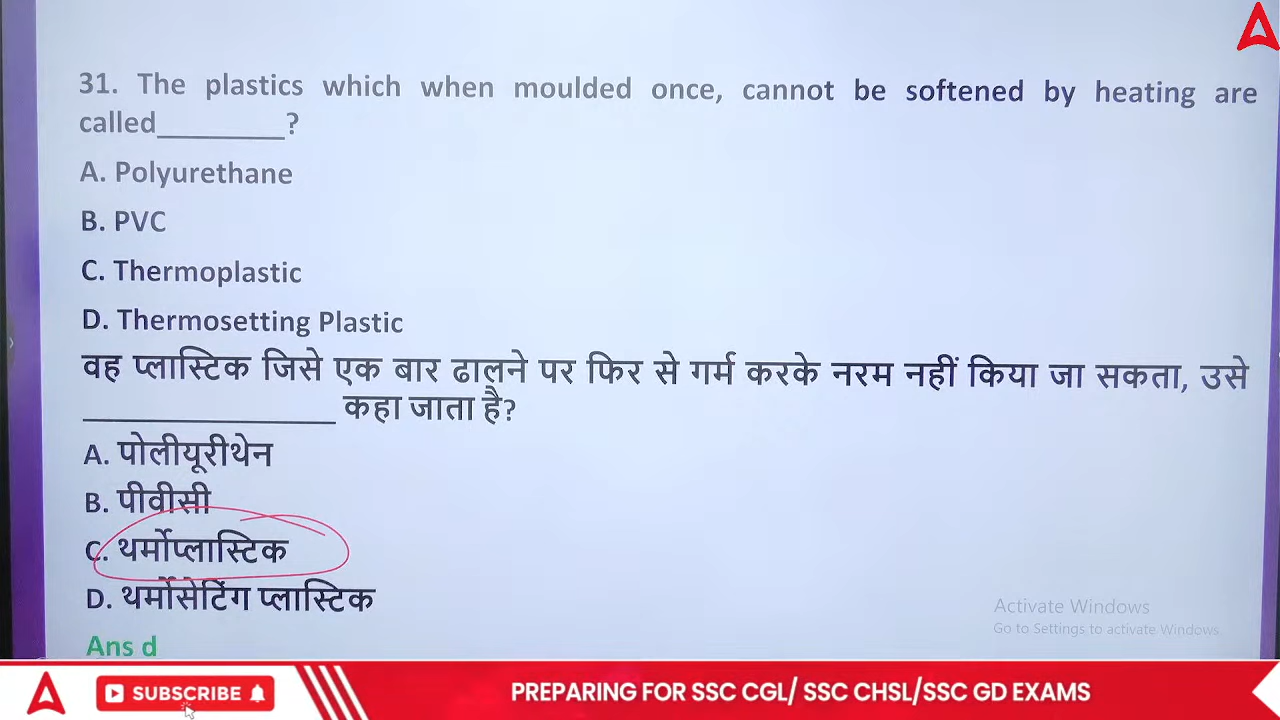 31. The plastics which when moulded once, cannot be softened by heating are
called________?
A. Polyurethane
B. PVC
C. Thermoplastic
D. Thermosetting Plastic
वह प्लास्टिक जिसे एक बार ढालने पर फिर से गर्म करके नरम नहीं किया जा सकता, उसे
________________ कहा जाता है?
A. पोलीयूरीथेन
B. पीवीसी
C. थर्मोप्लास्टिक
D. थर्मोसेटिंग प्लास्टिक
Ans d
Activate Windows
Go to Settings to activate Windows.
SUBSCRIBE
PREPARING FOR SSC CGL/ SSC CHSL/SSC GD EXAMS